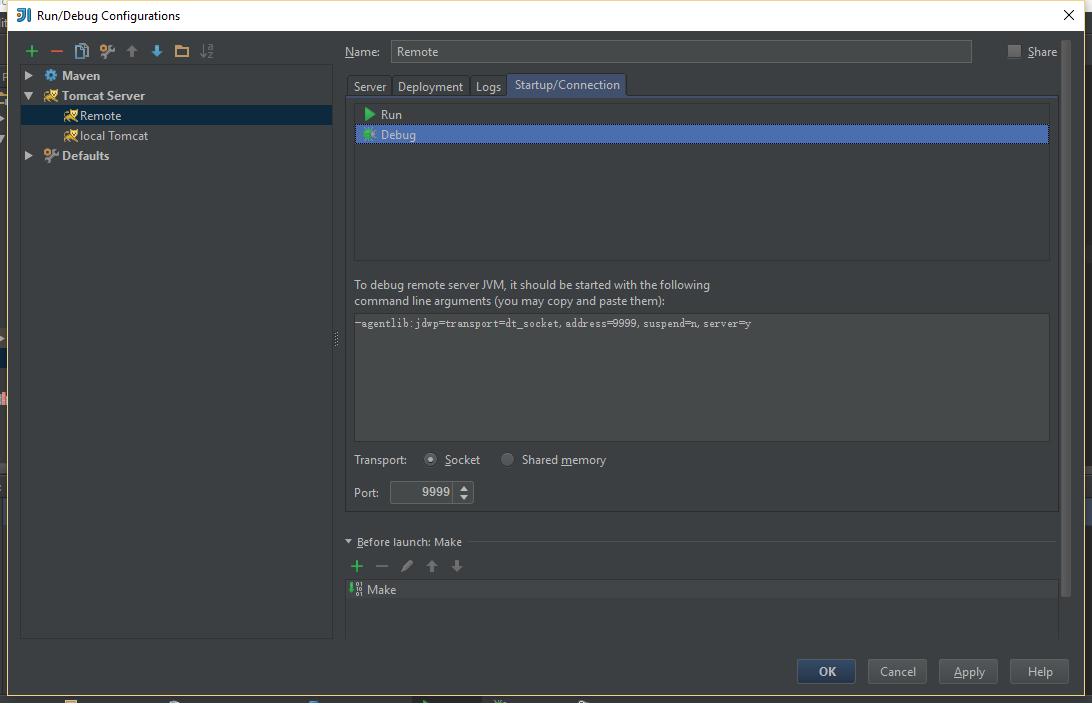 Run/Debug Configurations
Name: Remote
Share
Maven
Tomcat Server
Remote
local Tomcat
Defaults
Server Deployment Logs Startup/Connection
Run
Debug
To debug remote server JVM, it should be started with the following
command line arguments (you may copy and paste them):
-agentlib:jdwp=transport=dt_socket,address=9999,suspend=n,server=y
Transport: Socket Shared memory
Port: 9999
Before launch: Make
Make
OK Cancel Apply Help